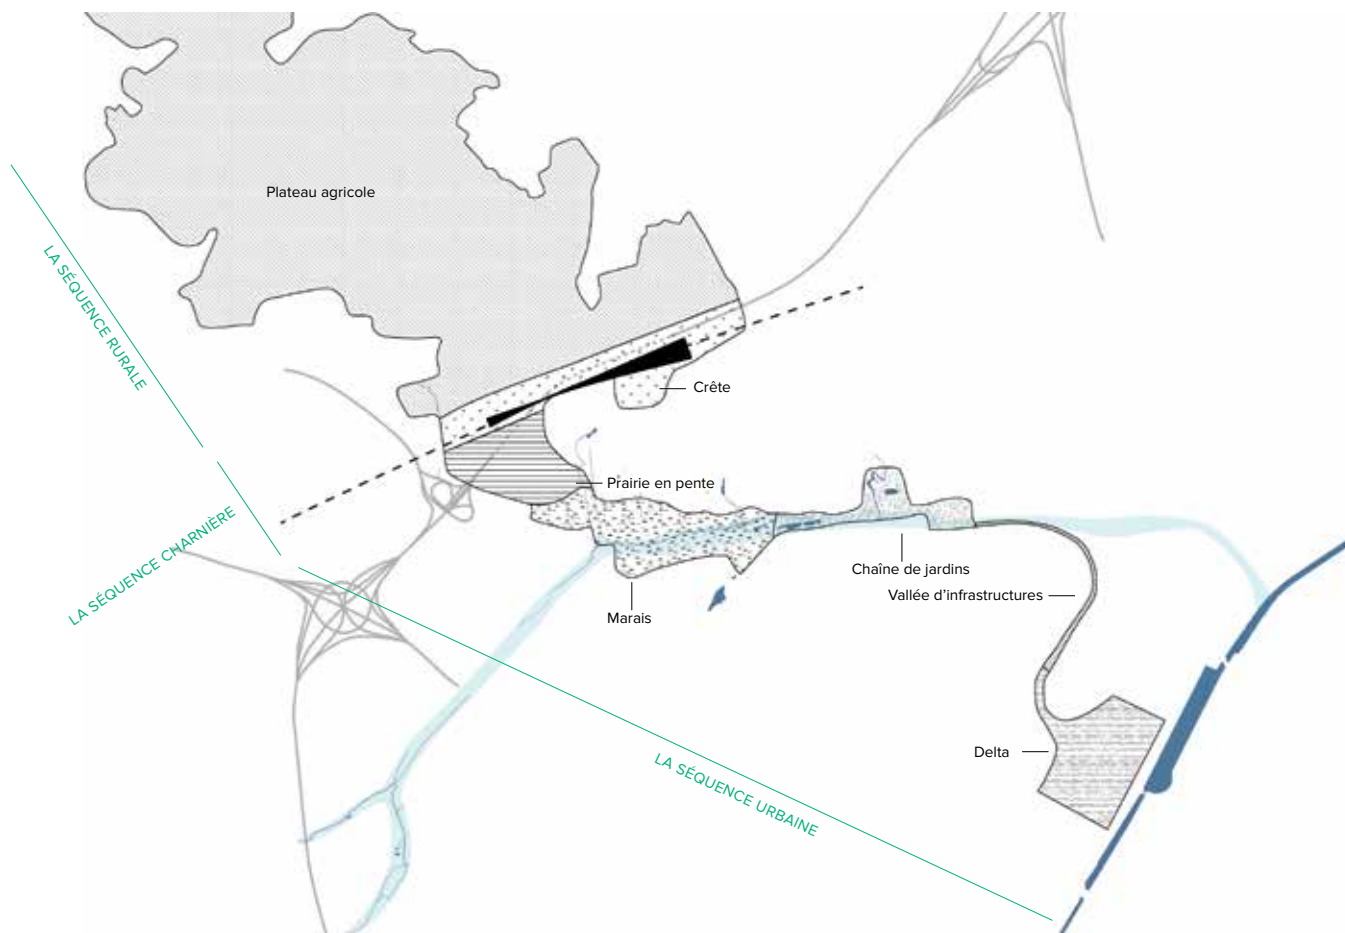 Plateau agricole
LA SÉQUENCE RURALE
Crête
Prairie en pente
LA SÉQUENCE CHARNIÈRE
Chaîne de jardins
Vallée d'infrastructures
Marais
Delta
LA SÉQUENCE URBAINE